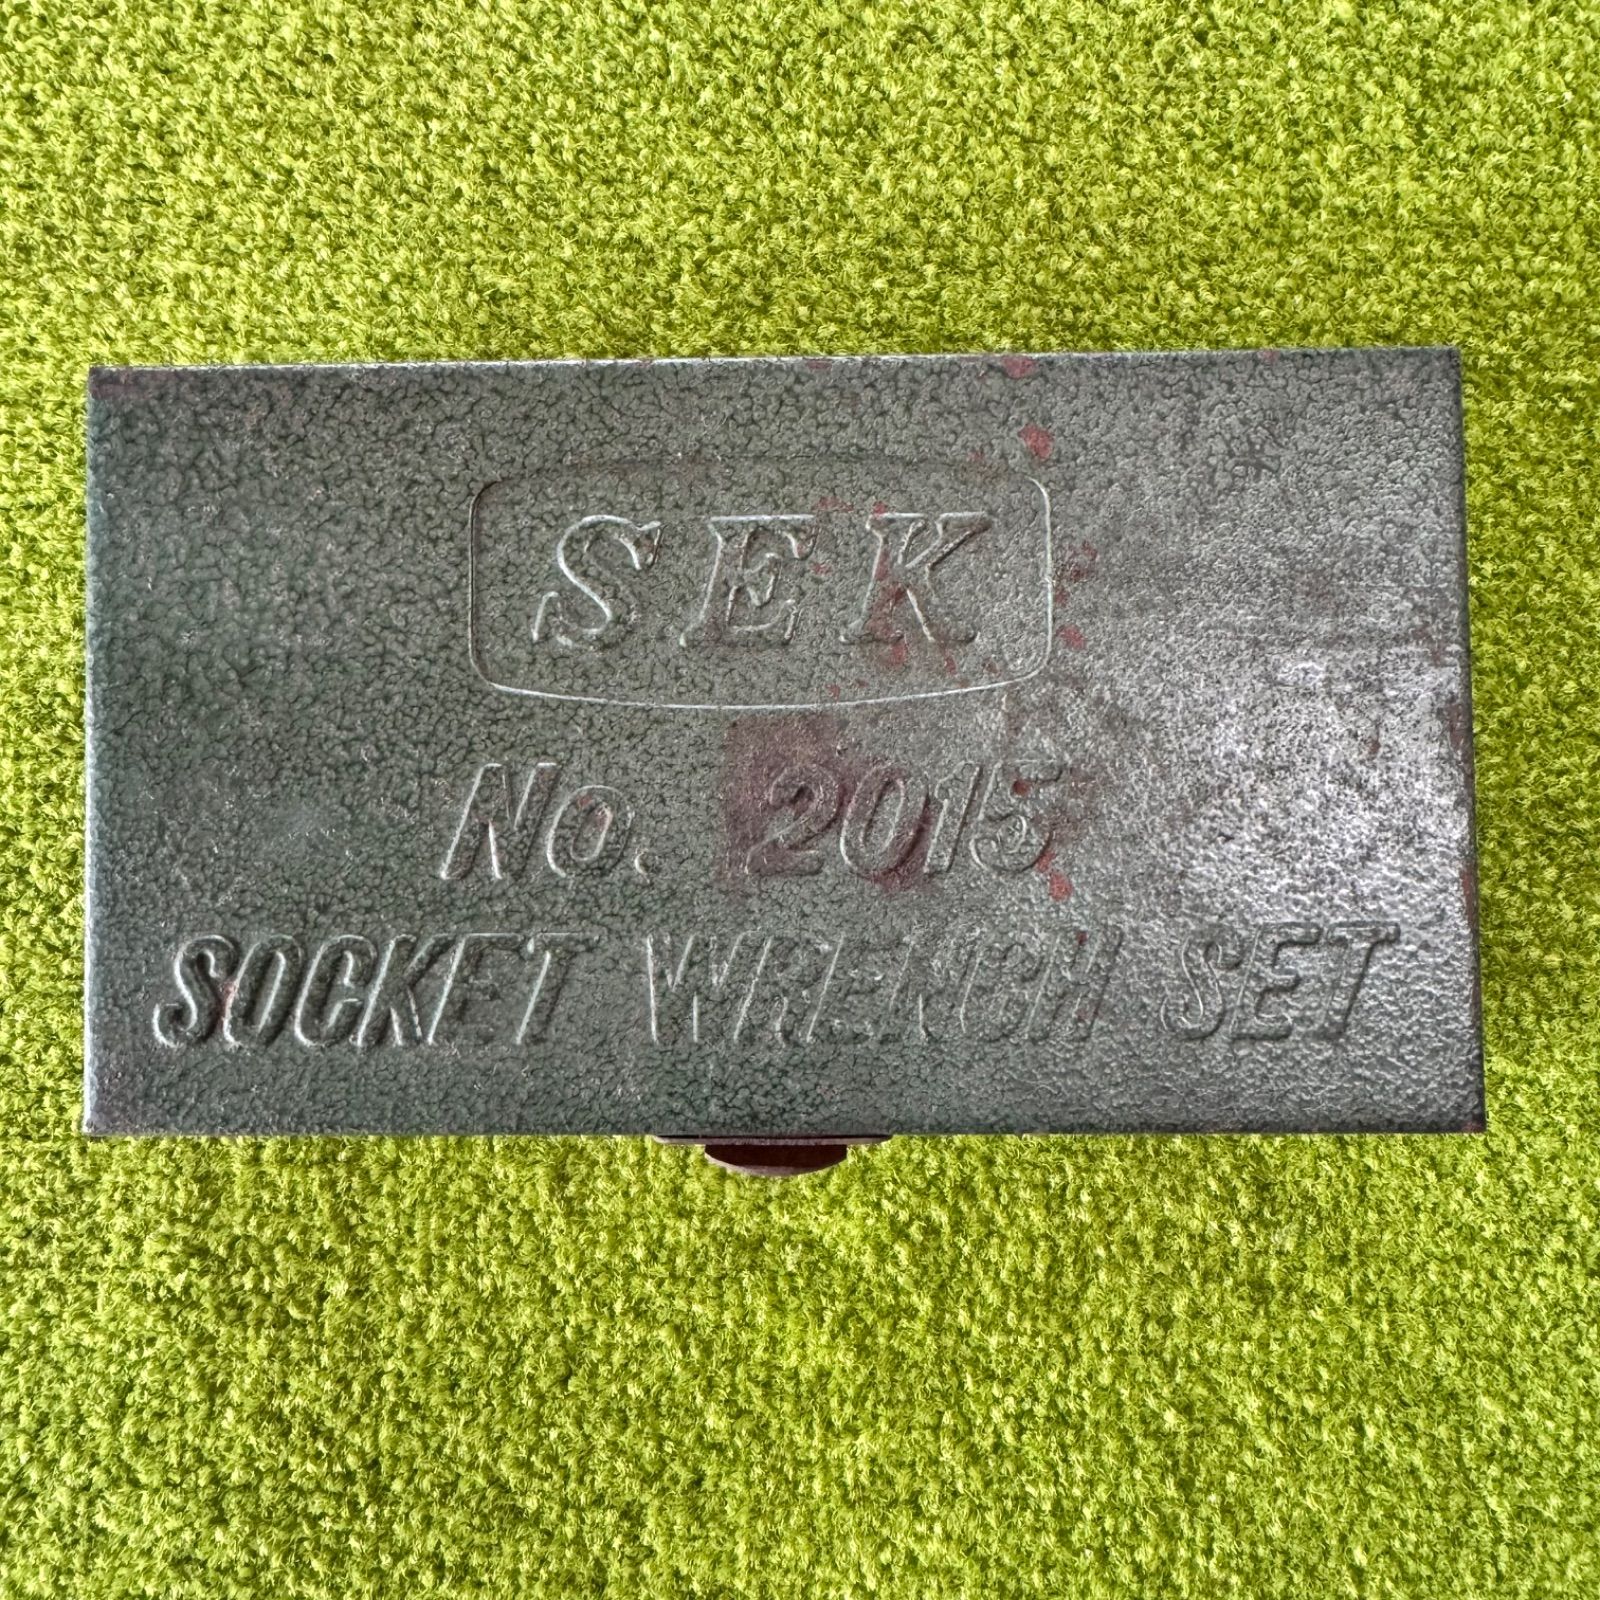 SEK
No. 2015
SOCKET WRENCH SET